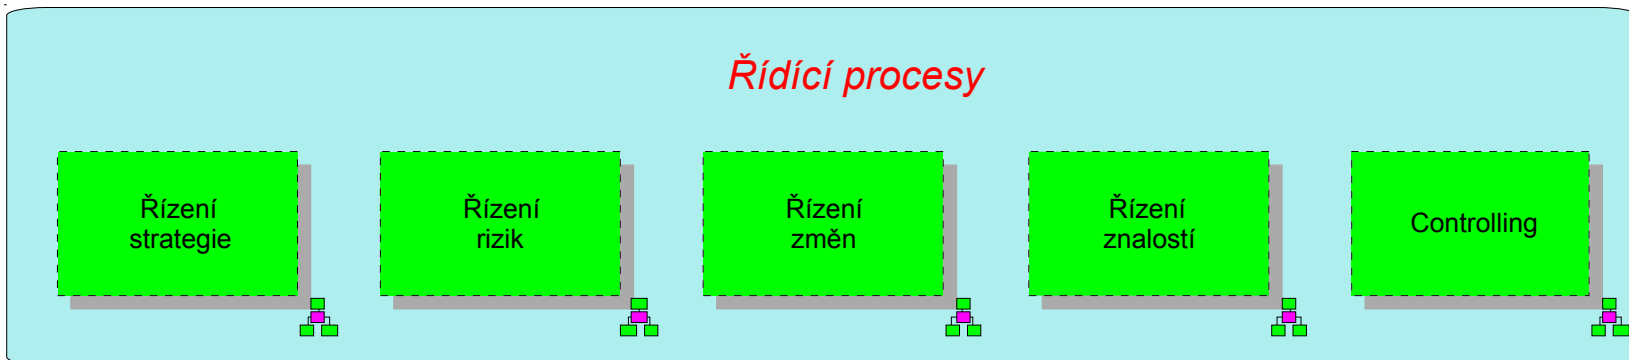 Řídící procesy
Řízení
strategie
Řízení
rizik
Řízení
změn
Řízení
znalostí
Controlling